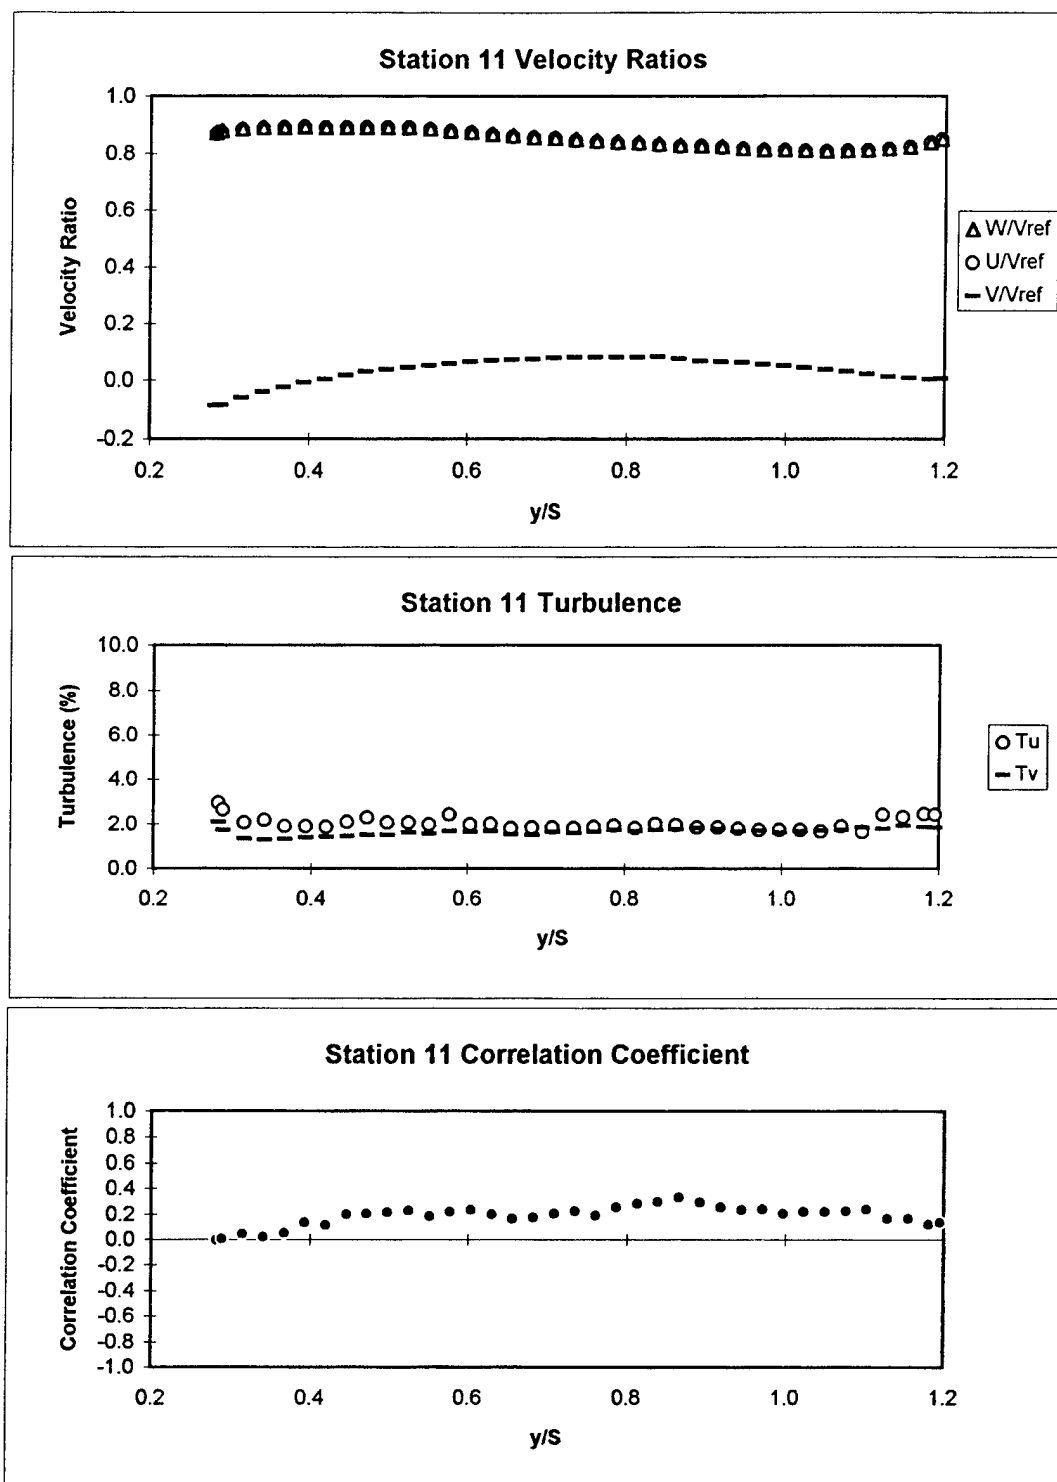 Station 11 Velocity Ratios
1.0
0.8
0.6
0.4
0.2
0.0
-0.2
Velocity Ratio
0.2 0.4 0.6 0.8 1.0 1.2
y/S
W/Vref
U/Vref
V/Vref
Station 11 Turbulence
10.0
8.0
6.0
4.0
2.0
0.0
Turbulence (%)
0.2 0.4 0.6 0.8 1.0 1.2
y/S
Tu
Tv
Station 11 Correlation Coefficient
1.0
0.8
0.6
0.4
0.2
0.0
-0.2
-0.4
-0.6
-0.8
-1.0
Correlation Coefficient
0.2 0.4 0.6 0.8 1.0 1.2
y/S